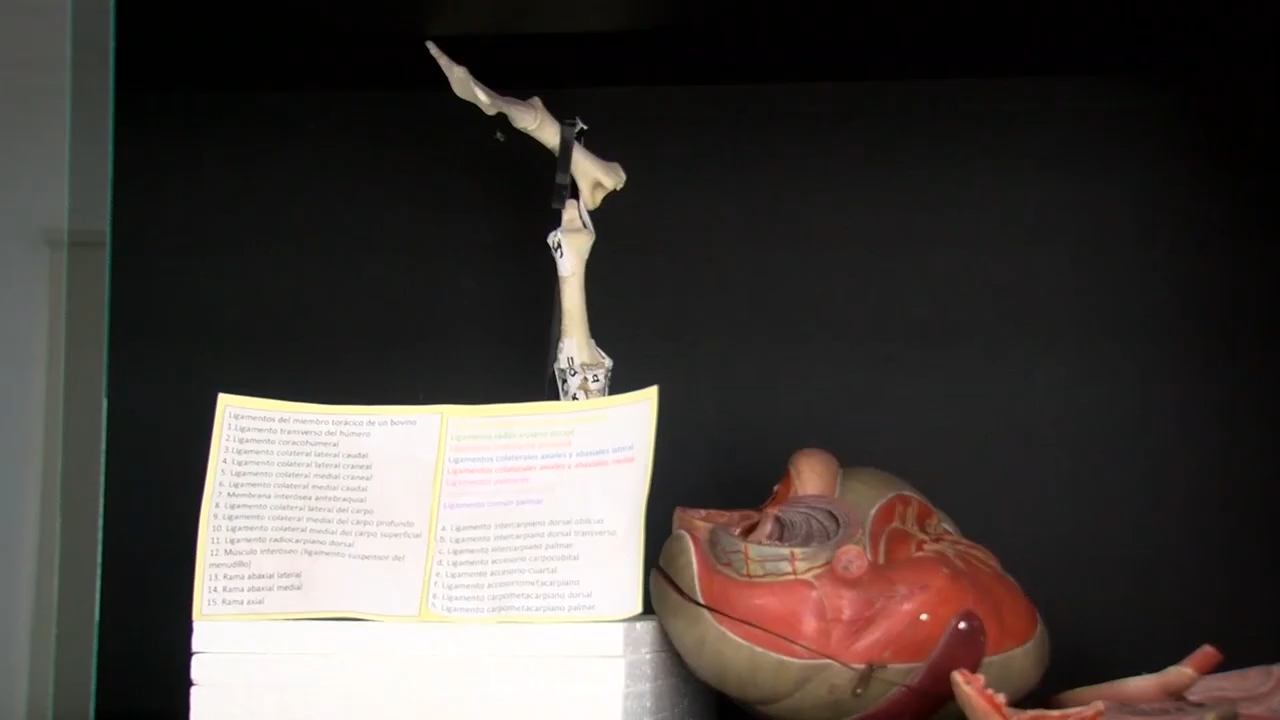 Ligamentos del miembro torácico de un bovino
1.Ligamento transverso del húmero
2.Ligamento coracohumeral
3.Ligamento colateral lateral caudal
4. Ligamento colateral lateral craneal
5. Ligamento colateral medial craneal
6. Ligamento colateral medial caudal
7. Membrana interósea antebraquial
8. Ligamento colateral lateral del carpo
9. Ligamento colateral medial del carpo profundo
10. Ligamento colateral medial del carpo superficial
11. Ligamento radiocarpiano dorsal
12. Músculo interóseo (ligamento suspensor del
menudillo)
13. Rama abaxial lateral
14. Rama abaxial medial
15. Rama axial
Ligamento radiocarpiano dorsal
Ligamentos colaterales axiales y abaxiales lateral
Ligamentos colaterales axiales y abaxiales medial
Ligamentos palmares
Ligamento común palmar
a. Ligamento intercarpiano dorsal oblicuo
b. Ligamento intercarpiano dorsal transverso
c. Ligamento intercarpiano palmar
d. Ligamento accesorio carpocubital
e. Ligamento accesorio-cuartal
f. Ligamento accesoriometacarpiano
g. Ligamento carpometacarpiano dorsal
h. Ligamento carpometacarpiano palmar